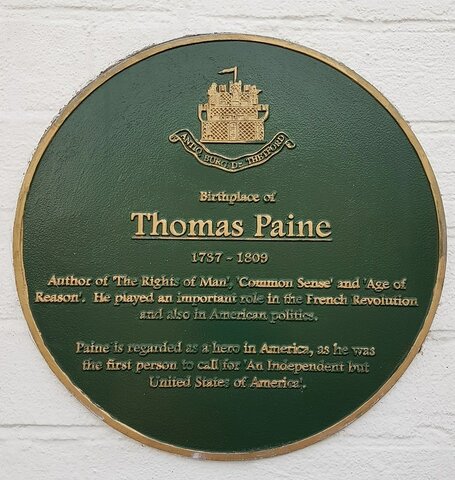 ANTIQ. BURG. DE THETFORD
Birthplace of
Thomas Paine
1737 - 1809
Author of 'The Rights of Man', 'Common Sense' and 'Age of
Reason'. He played an important role in the French Revolution
and also in American politics.
Paine is regarded as a hero in America, as he was
the first person to call for 'An Independent but
United States of America'.